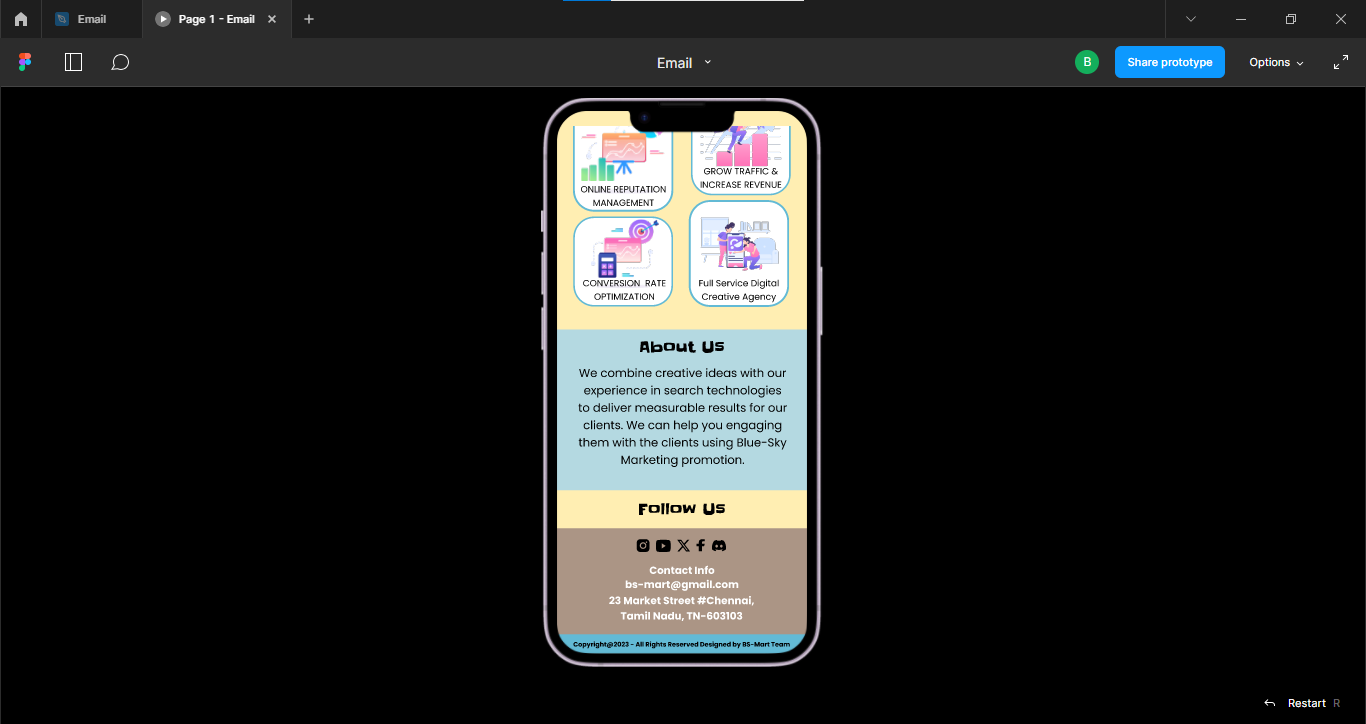 Email
Page 1 - Email
Email
B
Share prototype
Options
ONLINE REPUTATION
MANAGEMENT
GROW TRAFFIC &
INCREASE REVENUE
CONVERSION RATE
OPTIMIZATION
Full Service Digital
Creative Agency
About Us
We combine creative ideas with our
experience in search technologies
to deliver measurable results for our
clients. We can help you engaging
them with the clients using Blue-Sky
Marketing promotion.
Follow Us
Contact Info
bs-mart@gmail.com
23 Market Street #Chennai,
Tamil Nadu, TN-603103
Copyright@2023 - All Rights Reserved Designed by BS-Mart Team
Restart R